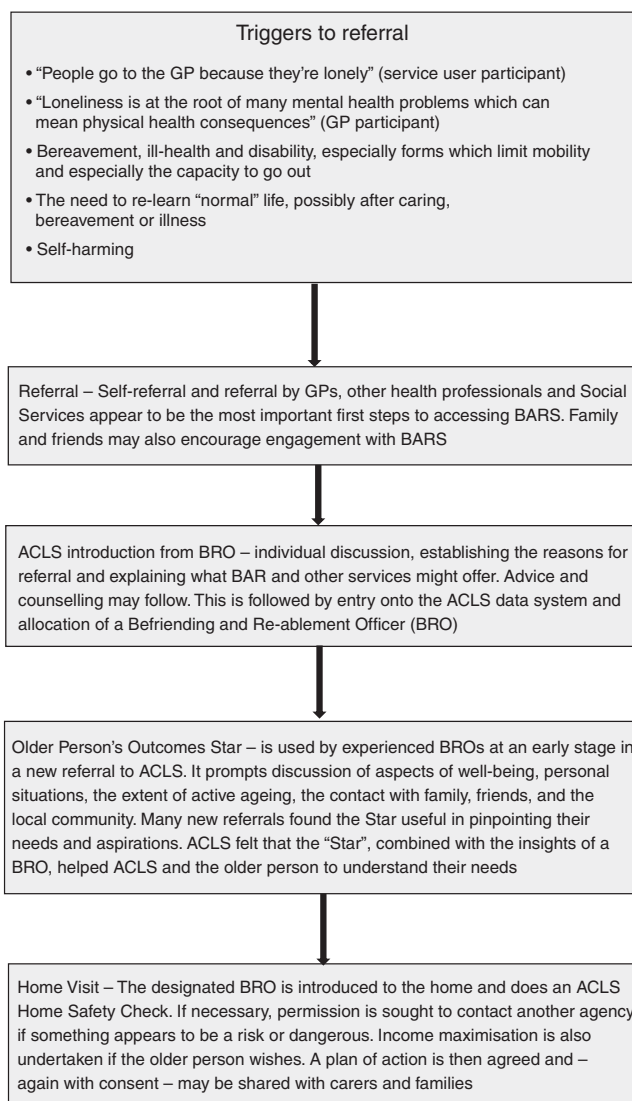 Triggers to referral
• “People go to the GP because they’re lonely” (service user participant)
• “Loneliness is at the root of many mental health problems which can
mean physical health consequences” (GP participant)
• Bereavement, ill-health and disability, especially forms which limit mobility
and especially the capacity to go out
• The need to re-learn “normal” life, possibly after caring,
bereavement or illness
• Self-harming
Referral – Self-referral and referral by GPs, other health professionals and Social
Services appear to be the most important first steps to accessing BARS. Family
and friends may also encourage engagement with BARS
ACLS introduction from BRO – individual discussion, establishing the reasons for
referral and explaining what BAR and other services might offer. Advice and
counselling may follow. This is followed by entry onto the ACLS data system and
allocation of a Befriending and Re-ablement Officer (BRO)
Older Person’s Outcomes Star – is used by experienced BROs at an early stage in
a new referral to ACLS. It prompts discussion of aspects of well-being, personal
situations, the extent of active ageing, the contact with family, friends, and the
local community. Many new referrals found the Star useful in pinpointing their
needs and aspirations. ACLS felt that the “Star”, combined with the insights of a
BRO, helped ACLS and the older person to understand their needs
Home Visit – The designated BRO is introduced to the home and does an ACLS
Home Safety Check. If necessary, permission is sought to contact another agency
if something appears to be a risk or dangerous. Income maximisation is also
undertaken if the older person wishes. A plan of action is then agreed and –
again with consent – may be shared with carers and families